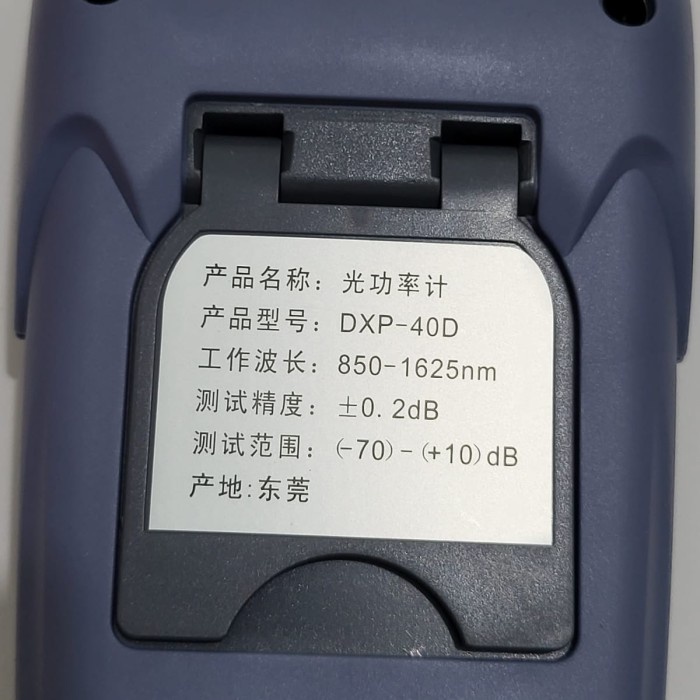 产品名称：光功率计
产品型号：DXP-40D
工作波长：850-1625nm
测试精度：±0.2dB
测试范围：(-70)-(+10)dB
产地:东莞